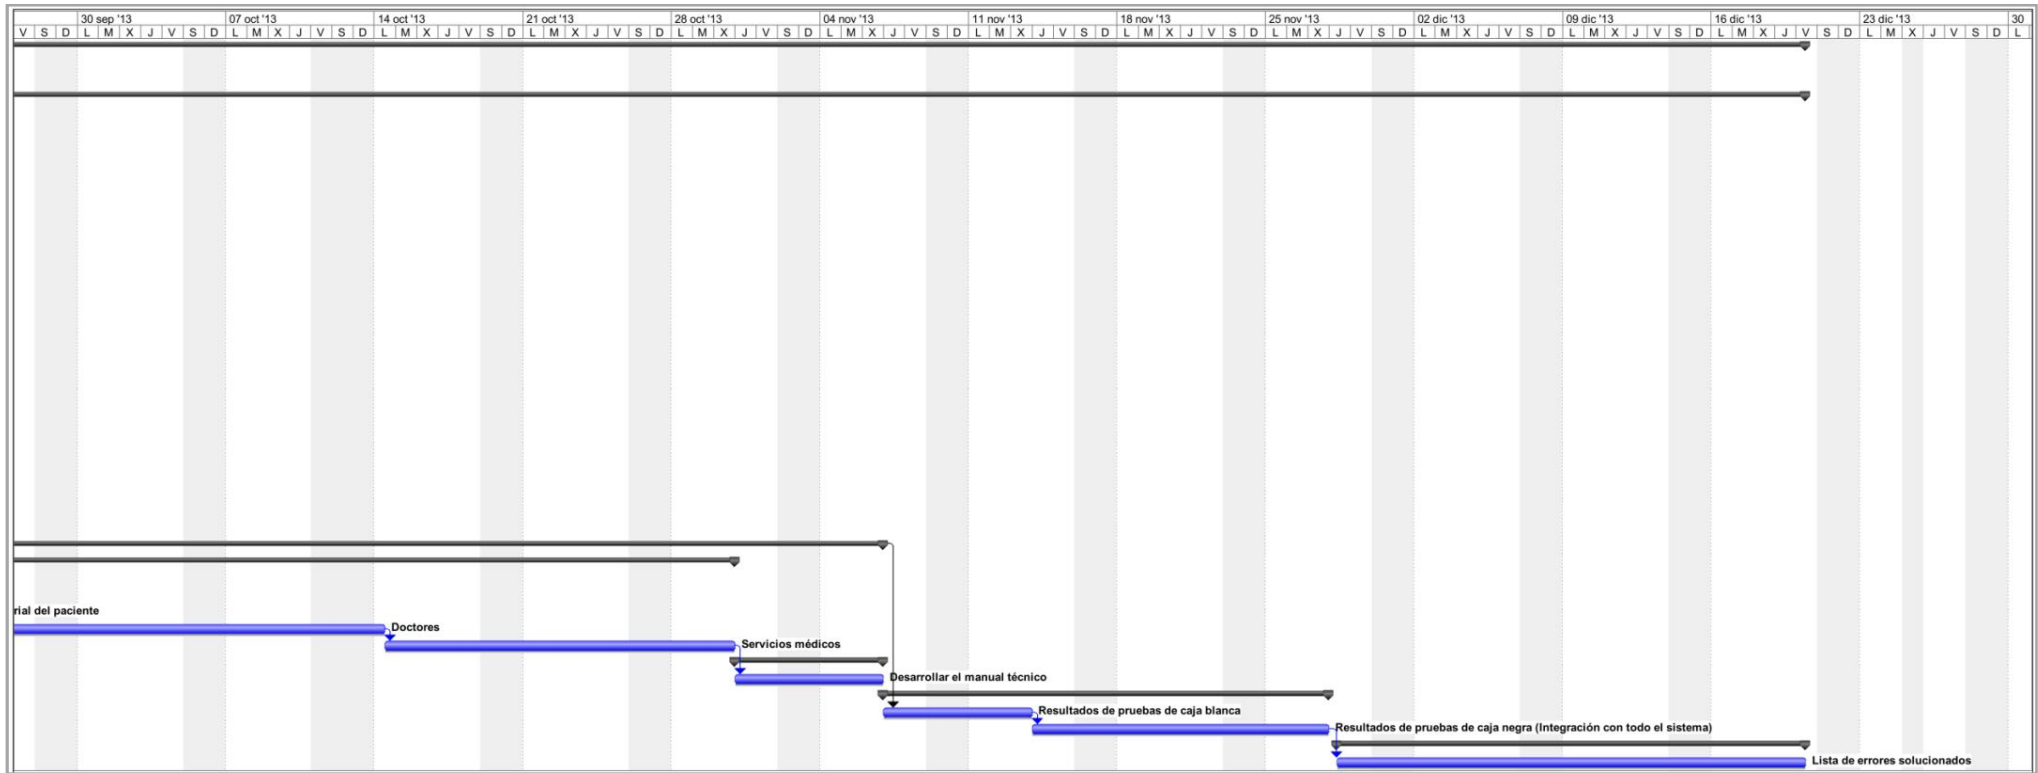 30 sep '13 07 oct '13 14 oct '13 21 oct '13 28 oct '13 04 nov '13 11 nov '13 18 nov '13 25 nov '13 02 dic '13 09 dic '13 16 dic '13 23 dic '13 30
V S D L M X J V S D L M X J V S D L M X J V S D L M X J V S D L M X J V S D L M X J V S D L M X J V S D L M X J V S D L M X J V S D L M X J V S D L M X J V S D L M X J V S D L M X J V S D L
rial del paciente
Doctores
Servicios médicos
Desarrollar el manual técnico
Resultados de pruebas de caja blanca
Resultados de pruebas de caja negra (Integración con todo el sistema)
Lista de errores solucionados